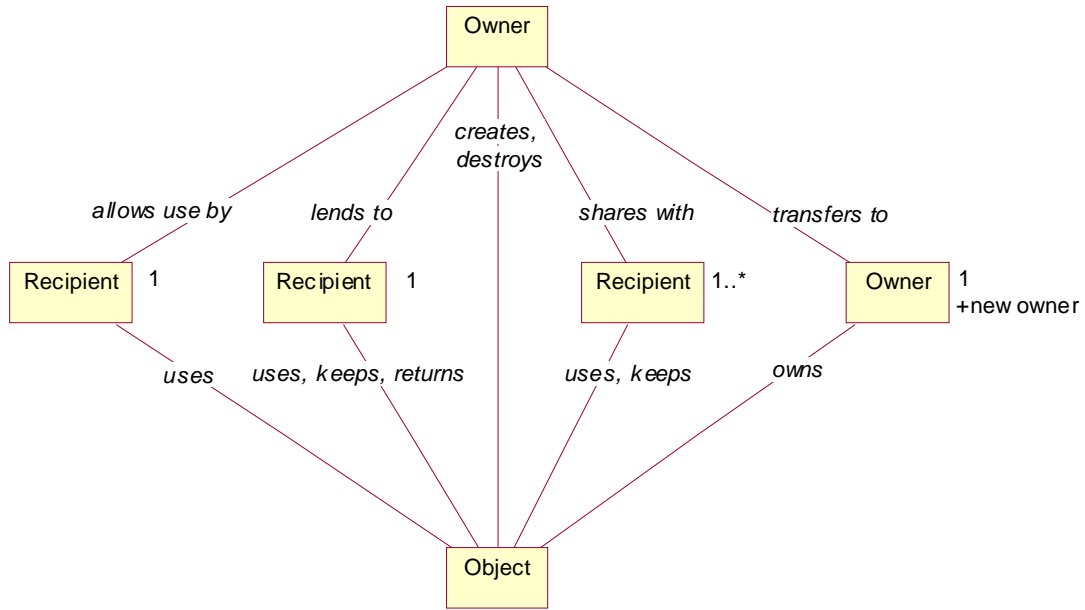 Owner
creates,
destroys
allows use by
lends to
shares with
transfers to
Recipient
1
Recipient
1
Recipient
1..*
Owner
1
+new owner
uses
uses, keeps, returns
uses, keeps
owns
Object